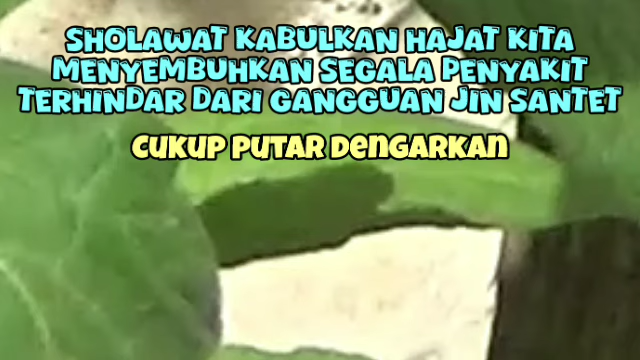 SHOLAWAT KABULKAN HAJAT KITA
MENYEMBUHKAN SEGALA PENYAKIT
TERHINDAR DARI GANGGUAN JIN SANTET
CUKUP PUTAR DENGARKAN